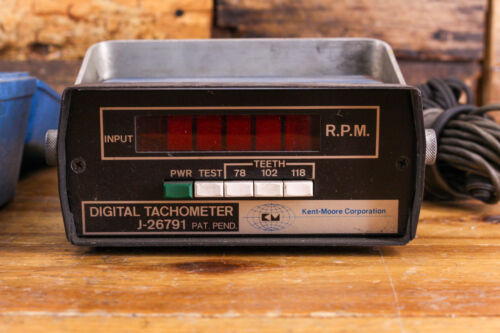 INPUT R.P.M.
TEETH
PWR TEST 78 102 118
DIGITAL TACHOMETER
J-26791 PAT. PEND.
KM
Kent-Moore Corporation